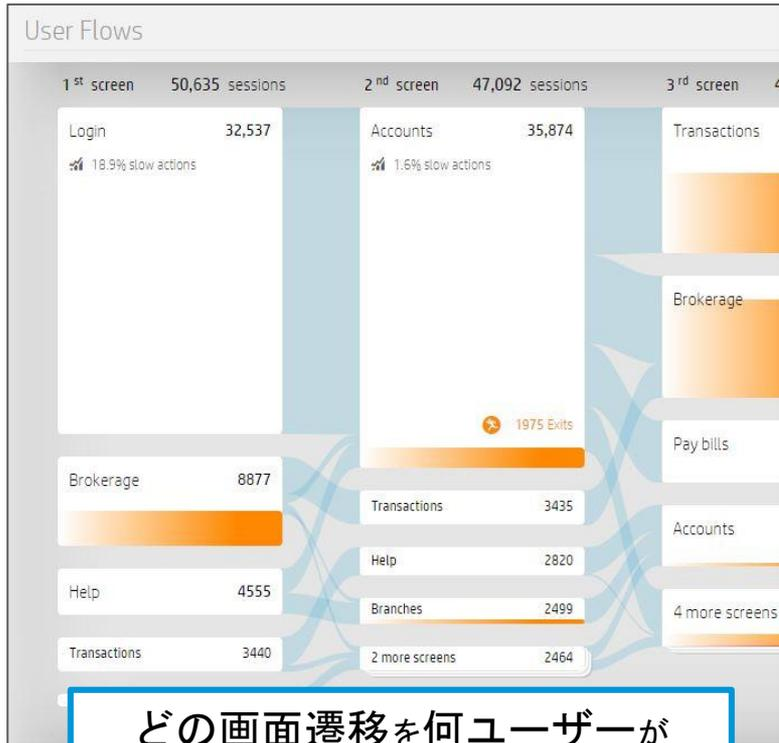 User Flows
1st screen 50,635 sessions
Login 32,537
18.9% slow actions
Brokerage 8877
Help 4555
Transactions 3440
2nd screen 47,092 sessions
Accounts 35,874
1.6% slow actions
1975 Exits
Transactions 3435
Help 2820
Branches 2499
2 more screens 2464
3rd screen
Transactions
Brokerage
Pay bills
Accounts
4 more screens
どの画面遷移を何ユーザーが